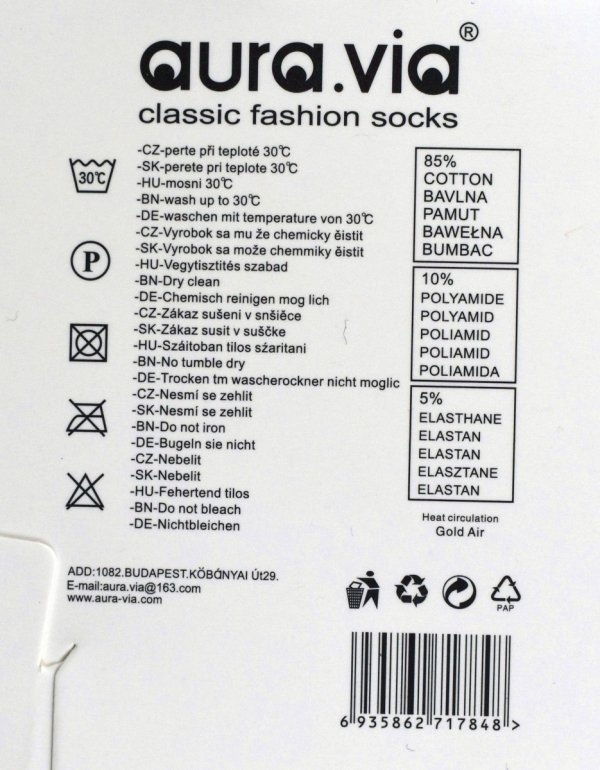 aura.via®
classic fashion socks
30℃
-CZ-perte při teplotě 30℃
-SK-perete pri teplote 30℃
-HU-mosni 30℃
-BN-wash up to 30℃
-DE-waschen mit temperature von 30℃
P
-CZ-Vyrobok sa mu že chemicky ěistit
-SK-Vyrobok sa može chemmiky ěistit
-HU-Vegytisztités szabad
-BN-Dry clean
-DE-Chemisch reinigen mog lich
-CZ-Zákaz sušeni v snšiěce
-SK-Zákaz susit v suščke
-HU-Száitoban tilos sźaritani
-BN-No tumble dry
-DE-Trocken tm wascherockner nicht moglic
-CZ-Nesmí se zehlit
-SK-Nesmí se zehlit
-BN-Do not iron
-DE-Bugeln sie nicht
-CZ-Nebelit
-SK-Nebelit
-HU-Fehertend tilos
-BN-Do not bleach
-DE-Nichtbleichen
85%
COTTON
BAVLNA
PAMUT
BAWEŁNA
BUMBAC
10%
POLYAMIDE
POLYAMID
POLIAMID
POLIAMID
POLIAMIDA
5%
ELASTHANE
ELASTAN
ELASTAN
ELASZTANE
ELASTAN
Heat circulation
Gold Air
ADD:1082.BUDAPEST.KÖBÁNYAI Út29.
E-mail:aura.via@163.com
www.aura-via.com
PAP
6 935862 717848 >